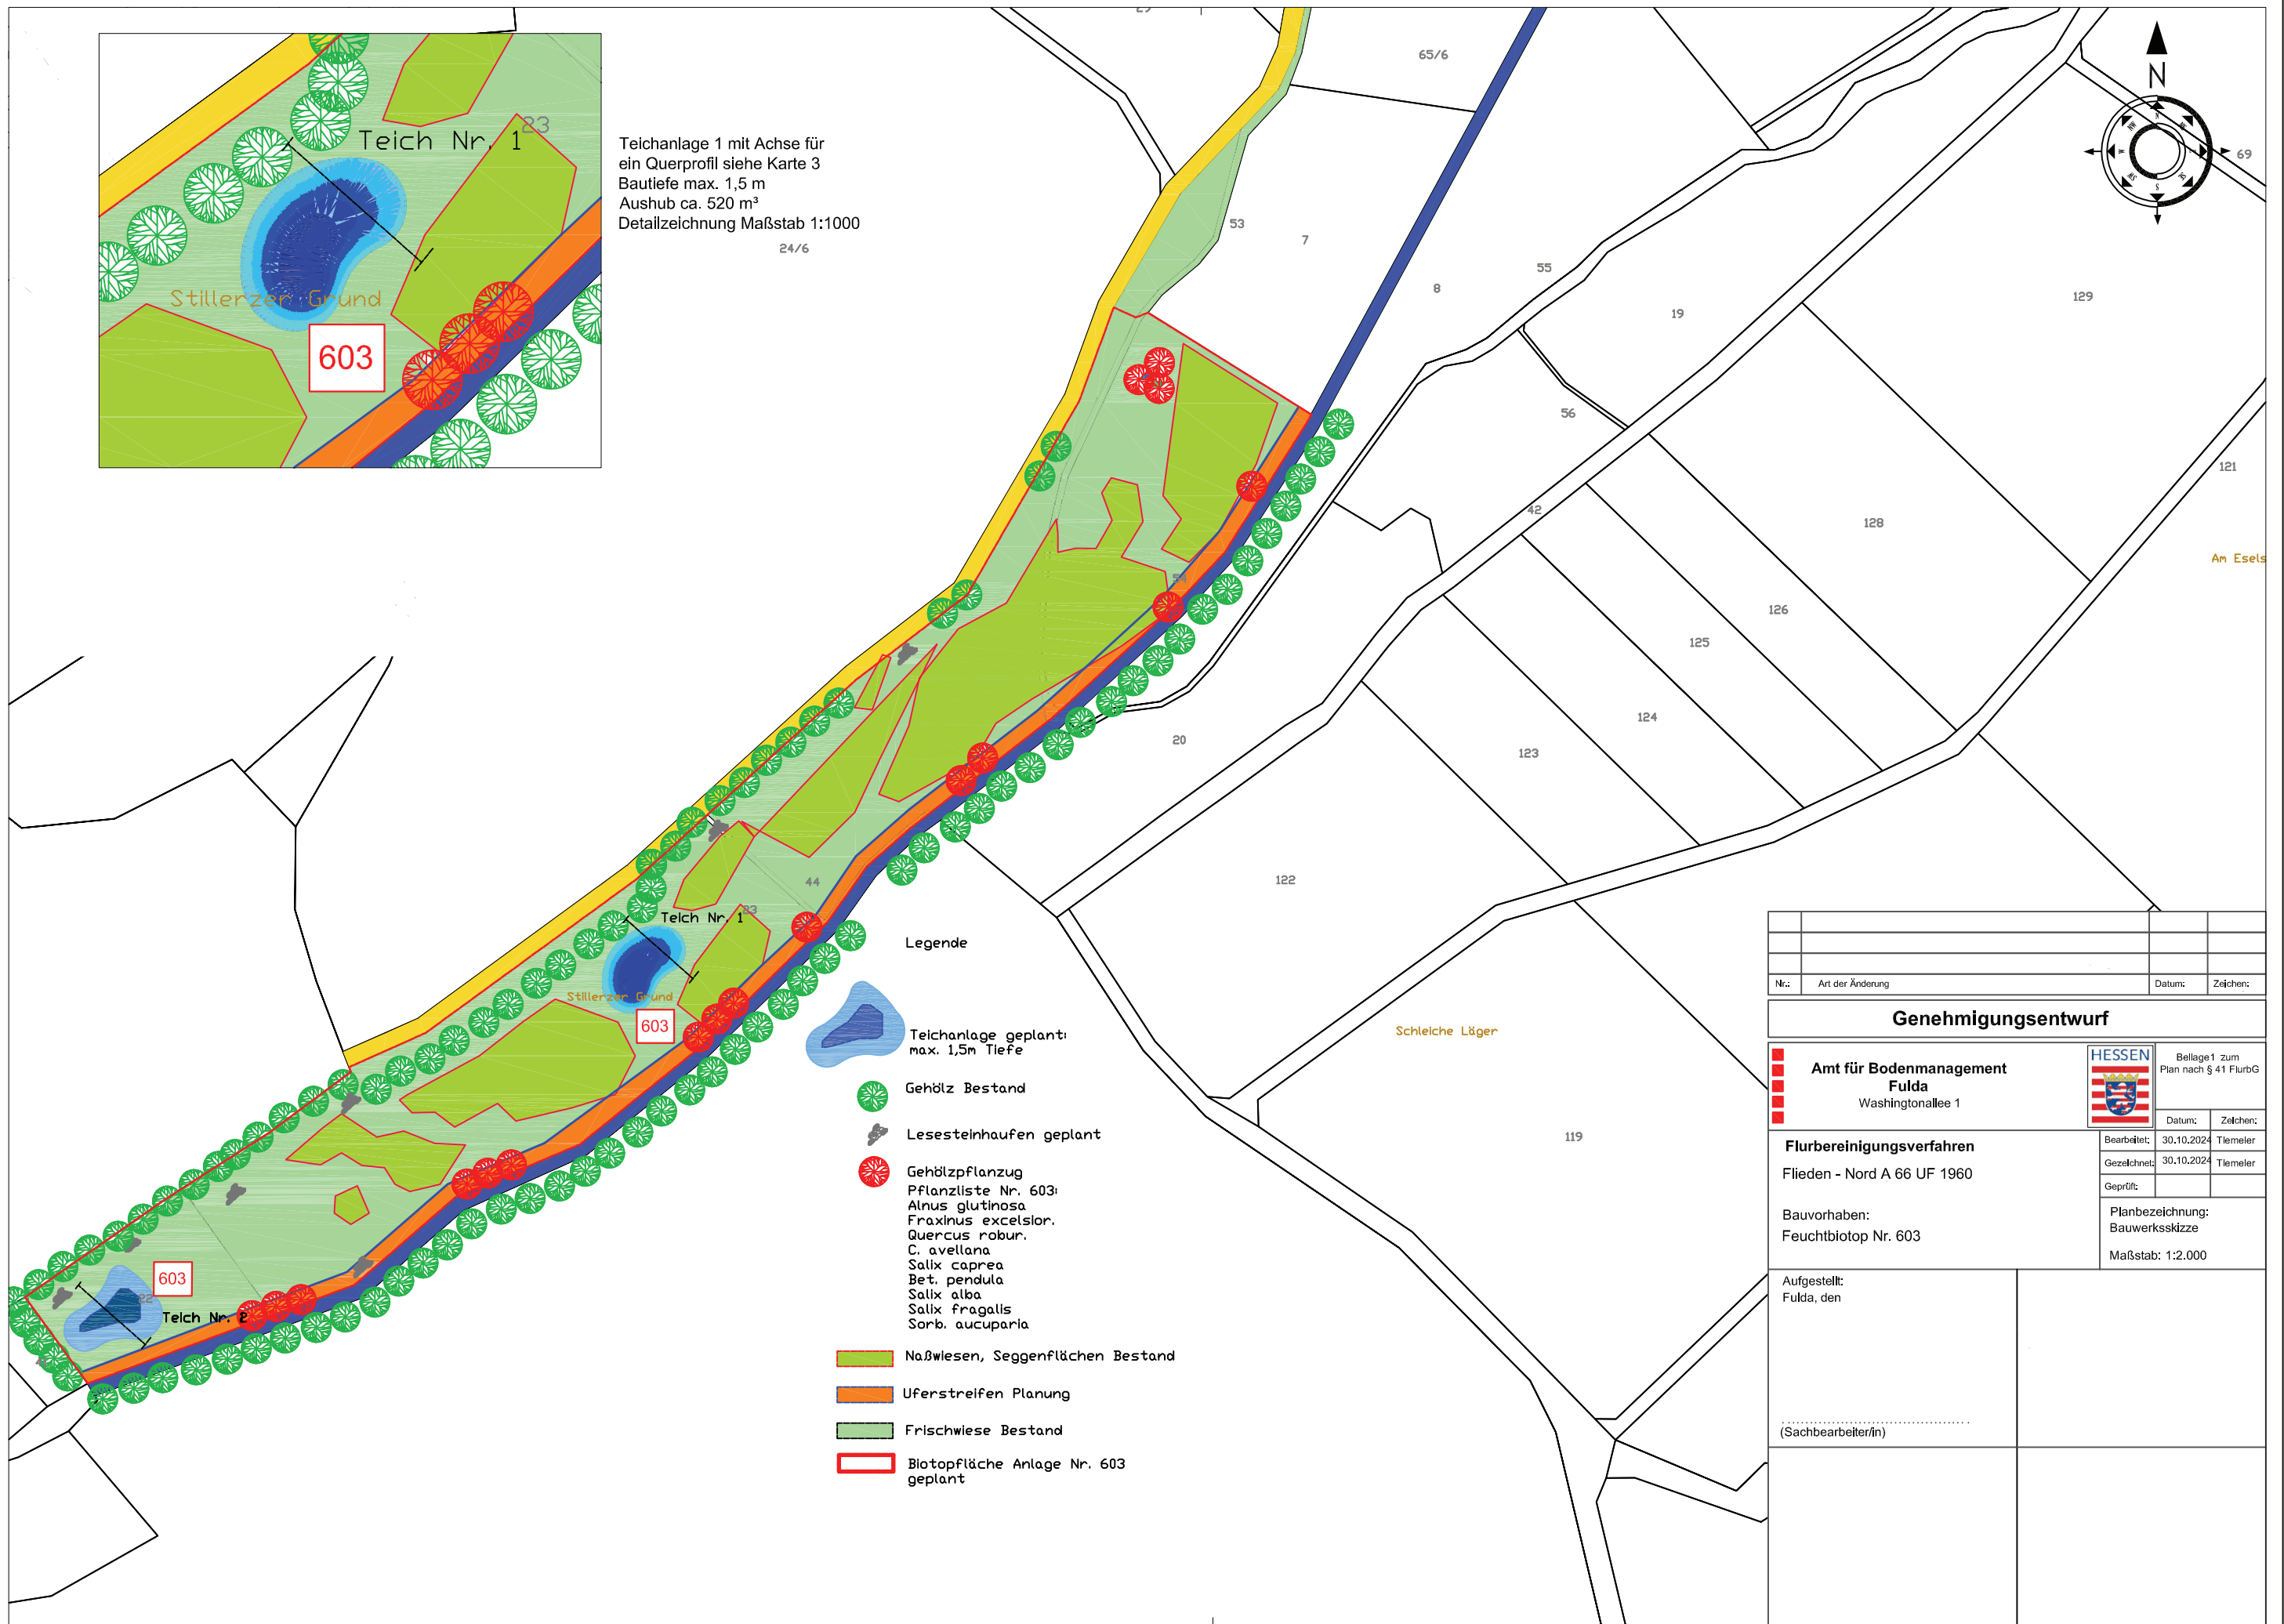 Teich Nr. 1
23
Stillerzer Grund
603
Teichanlage 1 mit Achse für
ein Querprofil siehe Karte 3
Bautiefe max. 1,5 m
Aushub ca. 520 m³
Detailzeichnung Maßstab 1:1000
24/6
65/6
N
69
53
7
8
55
19
129
56
42
121
128
Am Esels
54
126
125
124
123
20
122
44
23
Teich Nr. 1
Stillerzer Grund
603
Schleiche Läger
119
603
22
Teich Nr. 2
Legende
Teichanlage geplant:
max. 1,5m Tiefe
Gehölz Bestand
Lesesteinhaufen geplant
Gehölzpflanzug
Pflanzliste Nr. 603:
Alnus glutinosa
Fraxinus excelsior.
Quercus robur.
C. avellana
Salix caprea
Bet. pendula
Salix alba
Salix fragalis
Sorb. aucuparia
Naßwiesen, Seggenflächen Bestand
Uferstreifen Planung
Frischwiese Bestand
Biotopfläche Anlage Nr. 603
geplant
Nr.: Art der Änderung Datum: Zeichen:
Genehmigungsentwurf
Amt für Bodenmanagement
Fulda
Washingtonallee 1
HESSEN
Beilage1 zum
Plan nach § 41 FlurbG
Datum: Zeichen:
Bearbeitet: 30.10.2024 Tiemeier
Gezeichnet: 30.10.2024 Tiemeier
Geprüft:
Flurbereinigungsverfahren
Flieden - Nord A 66 UF 1960
Bauvorhaben:
Feuchtbiotop Nr. 603
Planbezeichnung:
Bauwerksskizze
Maßstab: 1:2.000
Aufgestellt:
Fulda, den
(Sachbearbeiter/in)